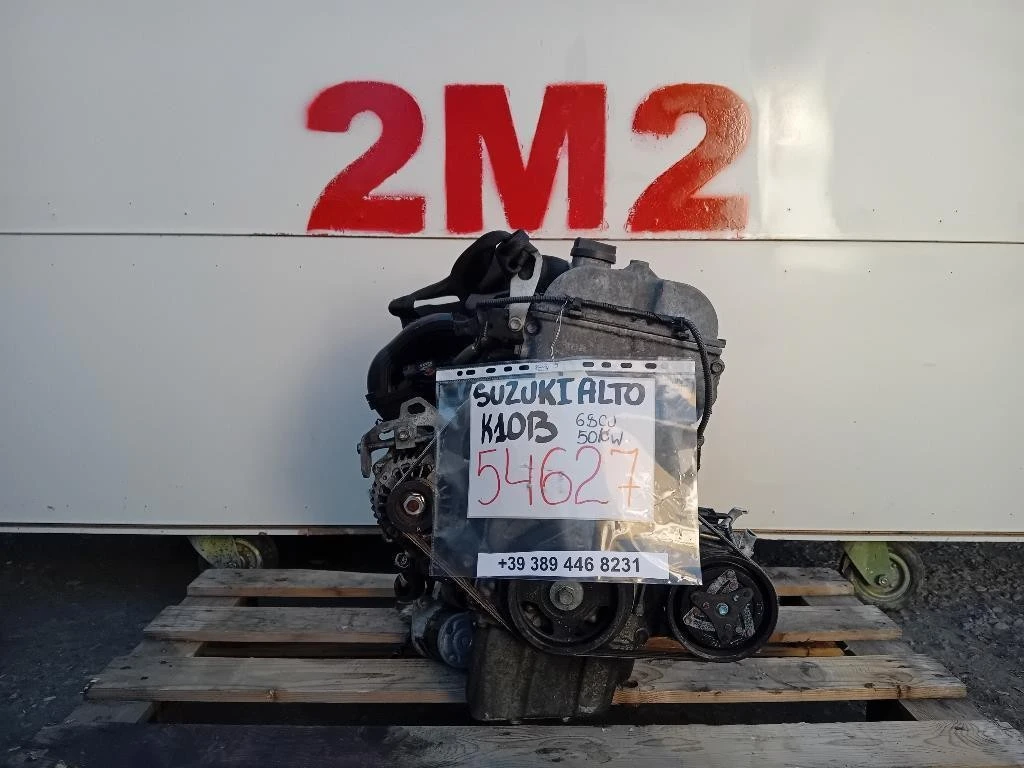 2M2
SUZUKI ALTO
K10B 68CV
50KW
54627
+39 389 446 8231